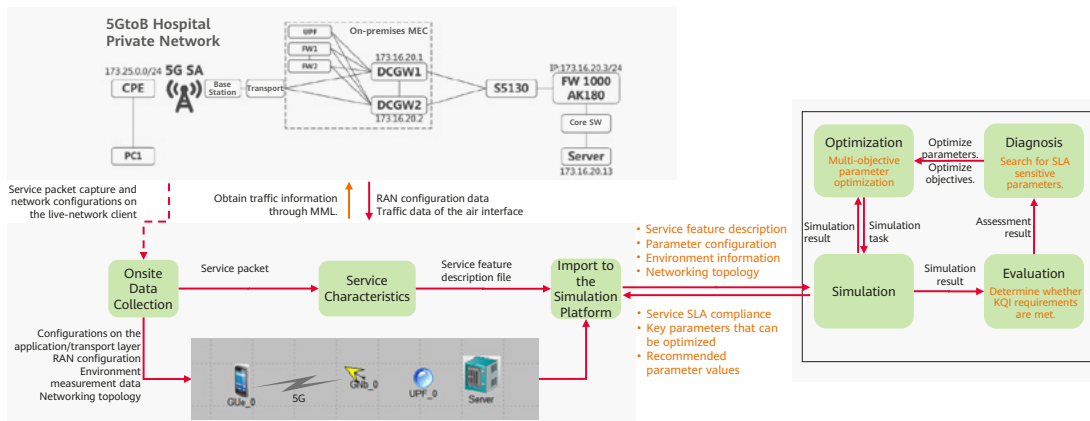 5GtoB Hospital
Private Network
On-premises MEC
UPF
FW1
FW2
173.16.20.1
DCGW1
DCGW2
173.16.20.2
173.25.0.0/24
5G SA
CPE
Base
Station
Transport
PC1
S5130
IP:173.16.20.3/24
FW 1000
AK180
Core SW
Server
173.16.20.13
Service packet capture and
network configurations on
the live-network client
Obtain traffic information
through MML.
RAN configuration data
Traffic data of the air interface
Onsite
Data
Collection
Service packet
Service
Characteristics
Service feature
description file
Import to
the
Simulation
Platform
Configurations on the
application/transport layer
RAN configuration
Environment
measurement data
Networking topology
GUe_0
5G
GNb_0
UPF_0
Server
• Service feature description
• Parameter configuration
• Environment information
• Networking topology
• Service SLA compliance
• Key parameters that can
be optimized
• Recommended
parameter values
Optimization
Multi-objective
parameter
optimization
Optimize
parameters.
Optimize
objectives.
Diagnosis
Search for SLA
sensitive
parameters.
Simulation
result
Simulation
task
Assessment
result
Simulation
Simulation
result
Evaluation
Determine whether
KQI requirements
are met.